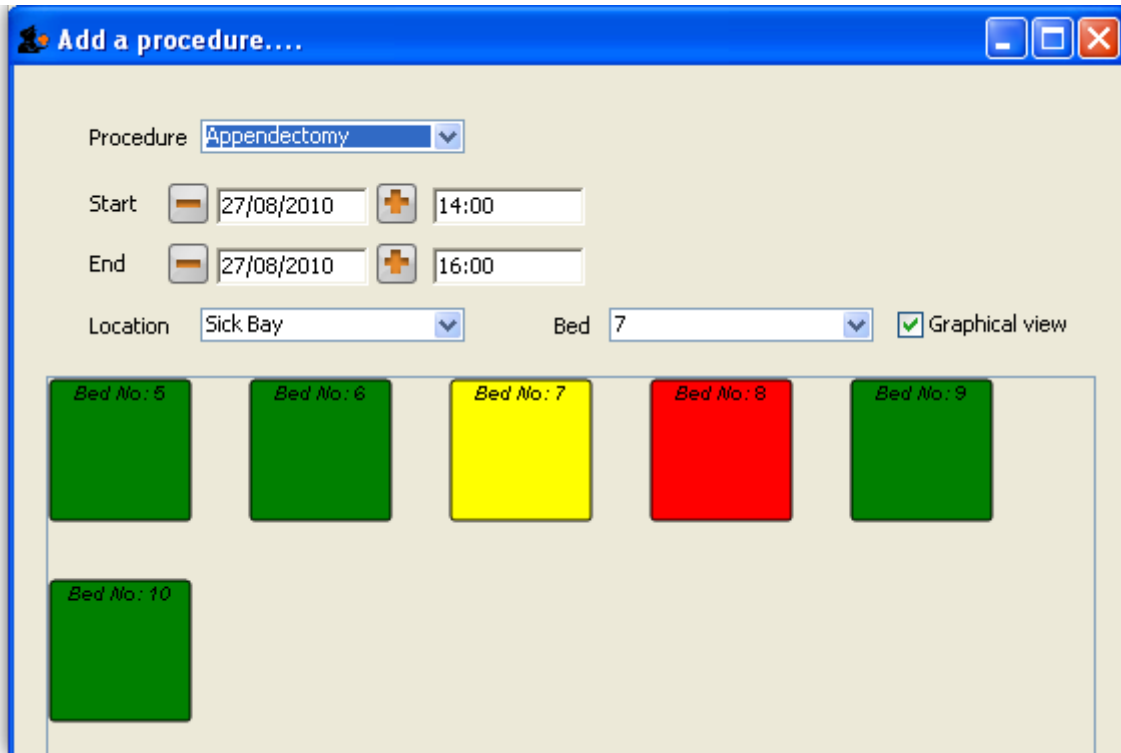 Add a procedure....
Procedure Appendectomy
Start 27/08/2010 14:00
End 27/08/2010 16:00
Location Sick Bay Bed 7 Graphical view
Bed No: 5 Bed No: 6 Bed No: 7 Bed No: 8 Bed No: 9
Bed No: 10